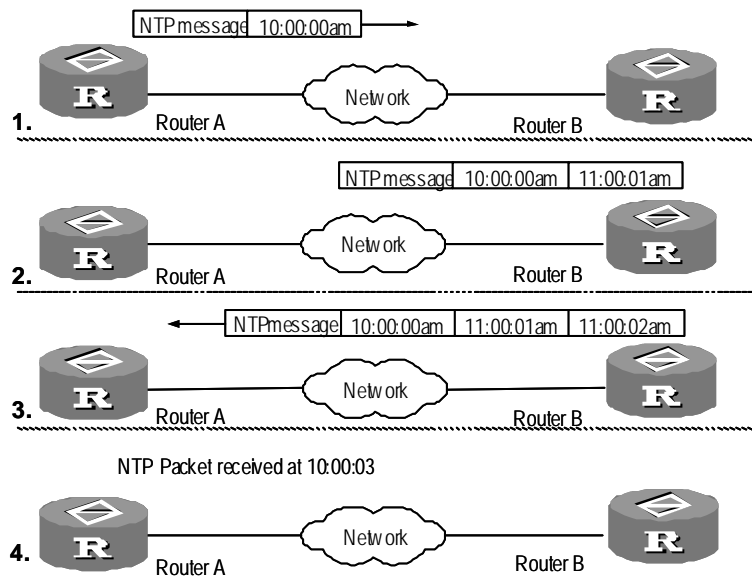 NTP message 10:00:00am
R R
Network
1. Router A Router B
NTP message 10:00:00am 11:00:01am
Network
R R
2. Router A Router B
NTP message 10:00:00am 11:00:01am 11:00:02am
Network
R R
3. Router A Router B
NTP Packet received at 10:00:03
Network
R R
4. Router A Router B